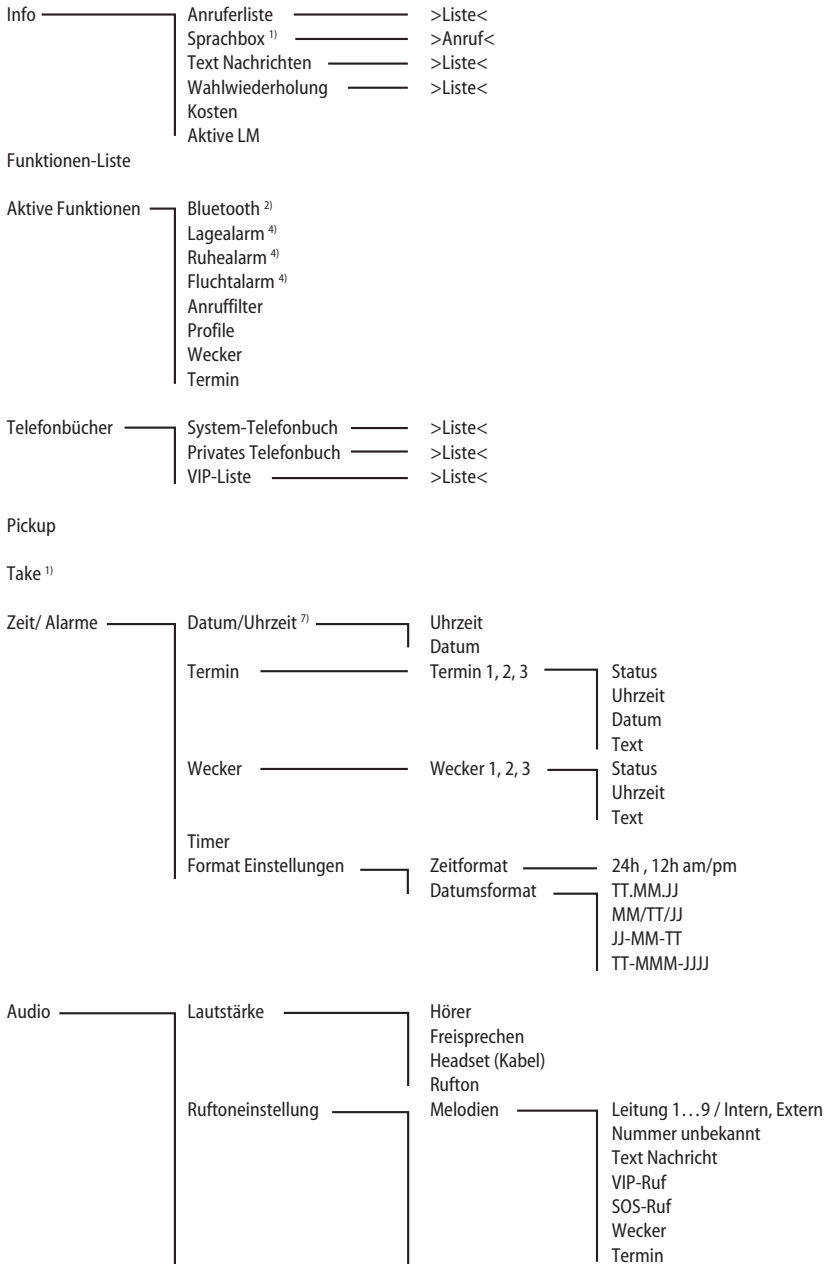 Info Anruferliste >Liste<
Sprachbox 1) >Anruf<
Text Nachrichten >Liste<
Wahlwiederholung >Liste<
Kosten
Aktive LM
Funktionen-Liste
Aktive Funktionen Bluetooth 2)
Lagealarm 4)
Ruhealarm 4)
Fluchtalarm 4)
Anruffilter
Profile
Wecker
Termin
Telefonbücher System-Telefonbuch >Liste<
Privates Telefonbuch >Liste<
VIP-Liste >Liste<
Pickup
Take 1)
Zeit/ Alarme Datum/Uhrzeit 7) Uhrzeit
Datum
Termin Termin 1, 2, 3 Status
Uhrzeit
Datum
Text
Wecker Wecker 1, 2, 3 Status
Uhrzeit
Text
Timer
Format Einstellungen Zeitformat 24h , 12h am/pm
Datumsformat TT.MM.JJ
MM/TT/JJ
JJ-MM-TT
TT-MMM-JJJJ
Audio Lautstärke Hörer
Freisprechen
Headset (Kabel)
Rufton
Ruftoneinstellung Melodien Leitung 1…9 / Intern, Extern
Nummer unbekannt
Text Nachricht
VIP-Ruf
SOS-Ruf
Wecker
Termin